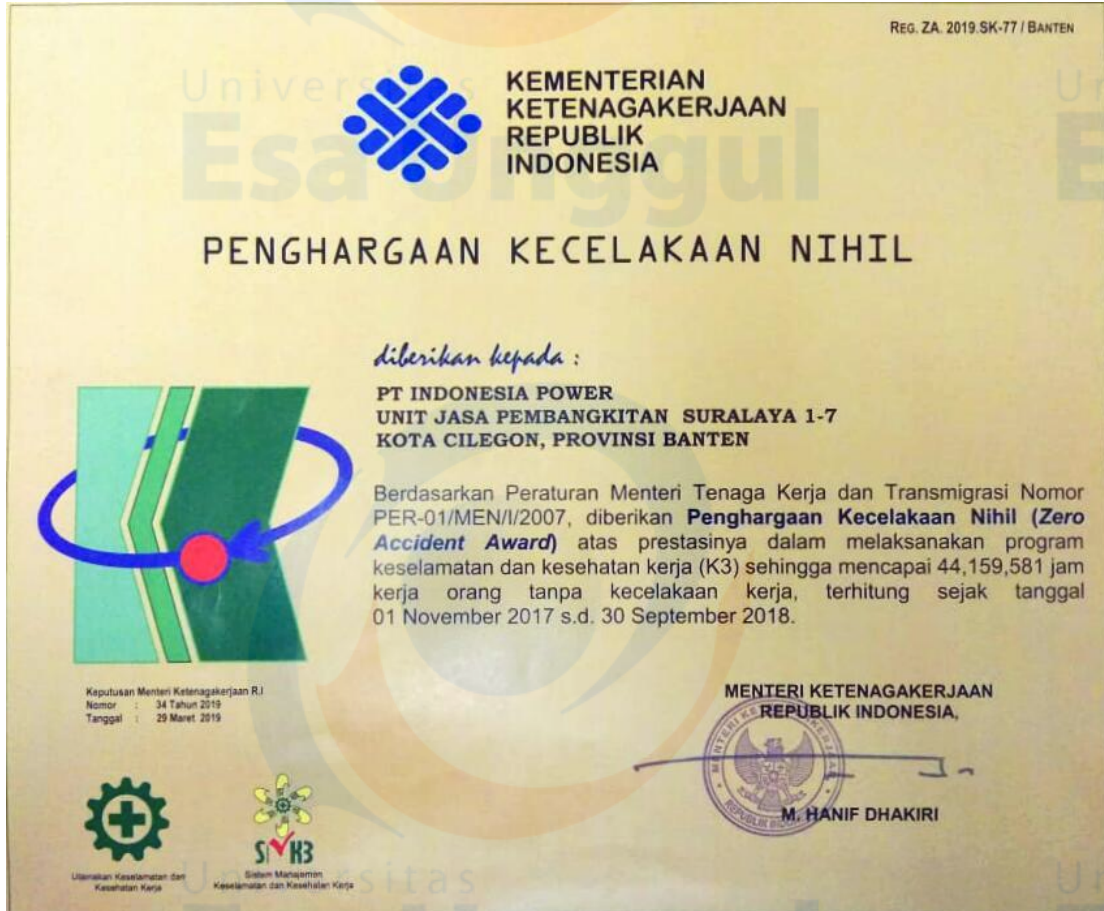 REG. ZA. 2019.SK-77 / BANTEN
Universitas
Esa Unggul
KEMENTERIAN
KETENAGAKERJAAN
REPUBLIK
INDONESIA
PENGHARGAAN KECELAKAAN NIHIL
diberikan kepada :
PT INDONESIA POWER
UNIT JASA PEMBANGKITAN SURALAYA 1-7
KOTA CILEGON, PROVINSI BANTEN
Berdasarkan Peraturan Menteri Tenaga Kerja dan Transmigrasi Nomor
PER-01/MEN/I/2007, diberikan Penghargaan Kecelakaan Nihil (Zero
Accident Award) atas prestasinya dalam melaksanakan program
keselamatan dan kesehatan kerja (K3) sehingga mencapai 44,159,581 jam
kerja orang tanpa kecelakaan kerja, terhitung sejak tanggal
01 November 2017 s.d. 30 September 2018.
Keputusan Menteri Ketenagakerjaan R.I
Nomor : 34 Tahun 2019
Tanggal : 29 Maret 2019
MENTERI KETENAGAKERJAAN
REPUBLIK INDONESIA,
M. HANIF DHAKIRI
SMK3
Utamakan Keselamatan dan
Kesehatan Kerja
Sistem Manajemen
Keselamatan dan Kesehatan Kerja
Universitas